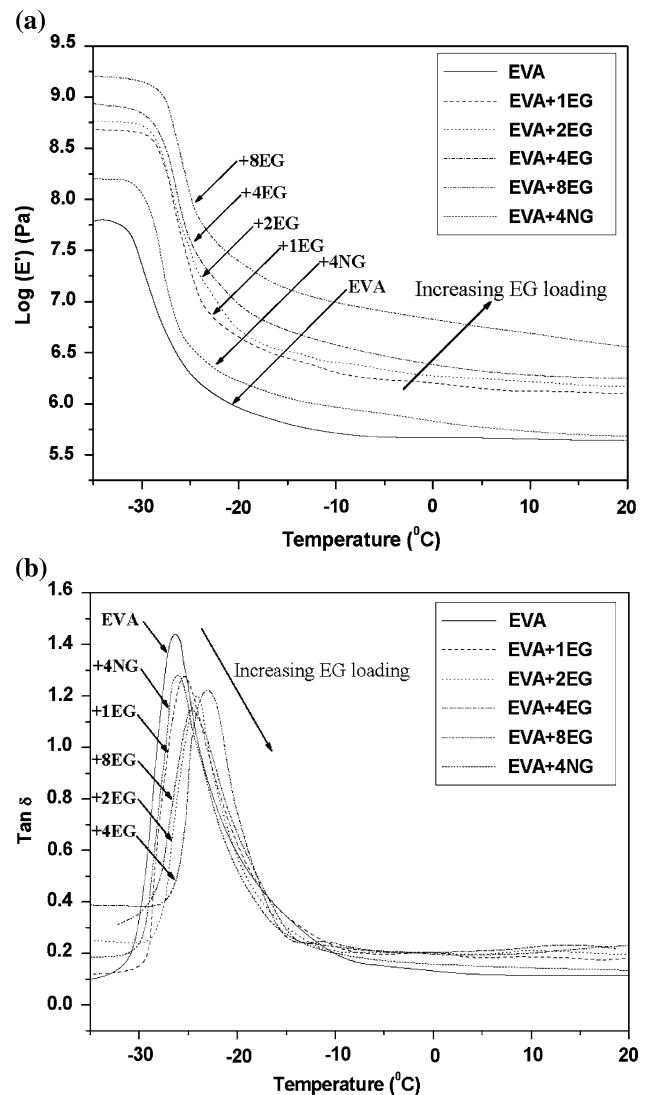 (a)
9.5
9.0
8.5
8.0
7.5
7.0
6.5
6.0
5.5
Log (E') (Pa)
EVA
EVA+1EG
EVA+2EG
EVA+4EG
EVA+8EG
EVA+4NG
+8EG
+4EG
+2EG
+1EG
+4NG
EVA
Increasing EG loading
-30
-20
-10
0
10
20
Temperature (⁰C)
(b)
1.6
1.4
1.2
1.0
0.8
0.6
0.4
0.2
0.0
Tan δ
EVA
+4NG
+1EG
+8EG
+2EG
+4EG
Increasing EG loading
EVA
EVA+1EG
EVA+2EG
EVA+4EG
EVA+8EG
EVA+4NG
-30
-20
-10
0
10
20
Temperature (⁰C)